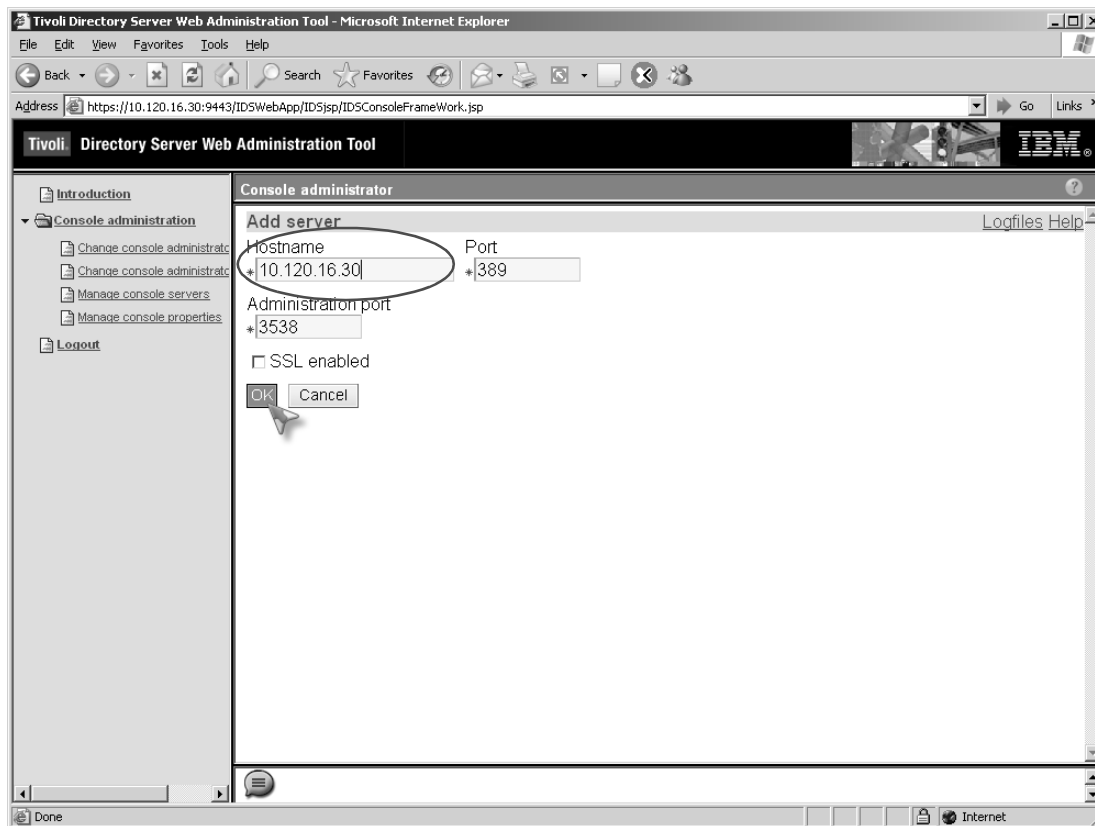 Tivoli Directory Server Web Administration Tool - Microsoft Internet Explorer
File Edit View Favorites Tools Help
Back Search Favorites
Address https://10.120.16.30:9443/IDSWebApp/IDSjsp/IDSConsoleFrameWork.jsp Go Links
Tivoli. Directory Server Web Administration Tool IBM®
Introduction
Console administration
Change console administratc
Change console administratc
Manage console servers
Manage console properties
Logout
Console administrator ?
Add server Logfiles Help
Hostname Port
*10.120.16.30 *389
Administration port
*3538
SSL enabled
OK Cancel
Done Internet